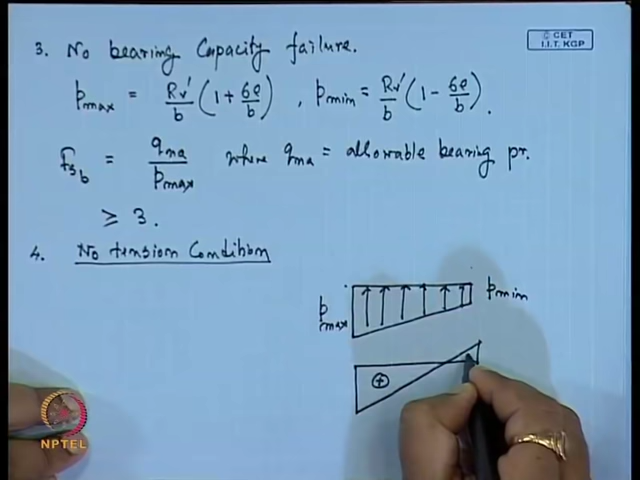 © CET
I.I.T. KGP
3. No bearing Capacity failure.
pmax = Rv'/b (1 + 6e/b) , pmin = Rv'/b (1 - 6e/b).
Fsb = qna/pmax where qna = allowable bearing pr.
≥ 3.
4. No tension Condition
pmax pmin
+
NPTEL